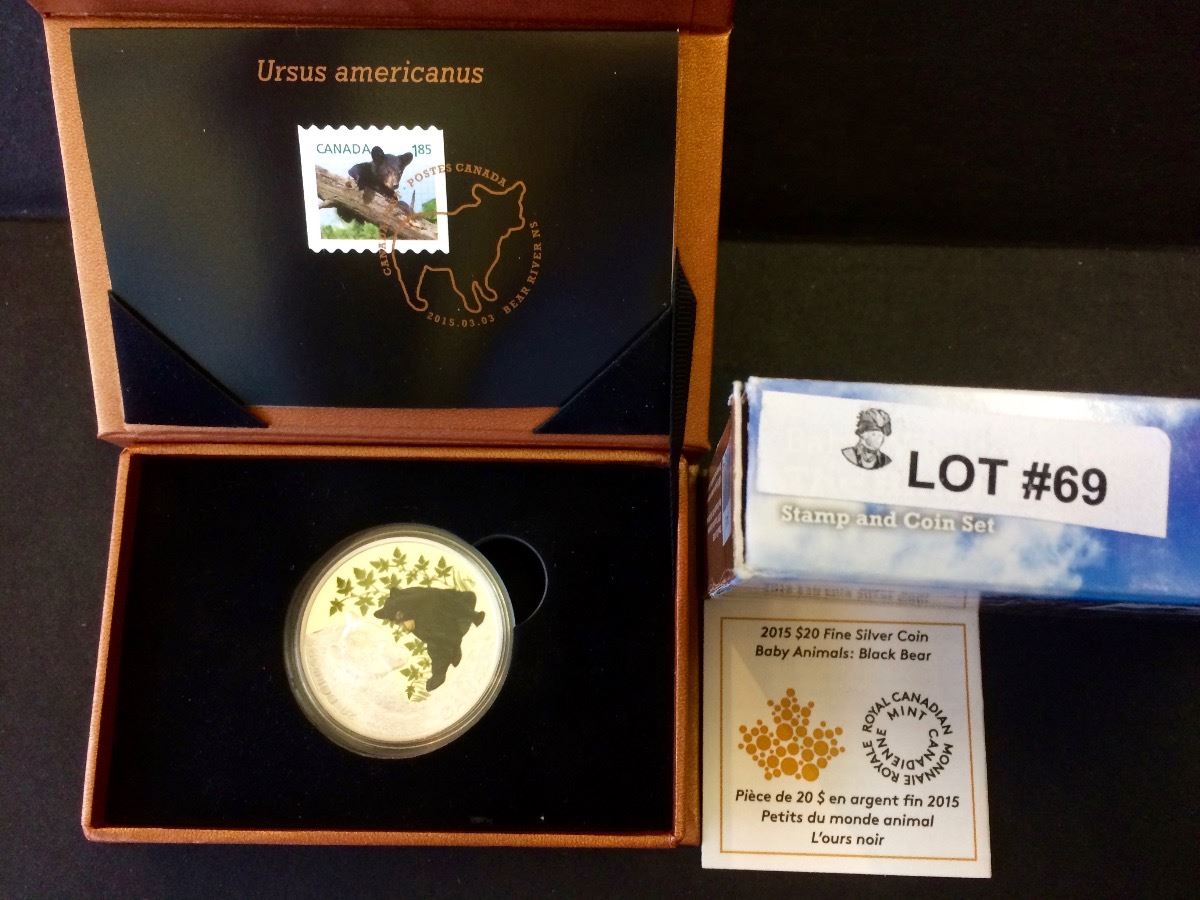 Ursus americanus
CANADA 185
POSTES CANADA
BEAR RIVER NS
2015.03.03
LOT #69
Stamp and Coin Set
2015 $20 Fine Silver Coin
Baby Animals: Black Bear
ROYAL CANADIAN MINT
MONNAIE ROYALE CANADIENNE
Pièce de 20 $ en argent fin 2015
Petits du monde animal
L'ours noir